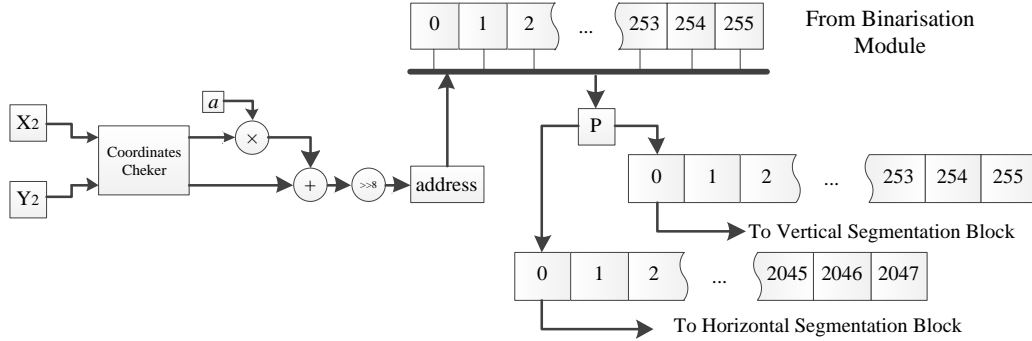 0 1 2 ... 253 254 255
From Binarisation
Module
a
X2
×
P
Coordinates
Cheker
Y2
+
>>8
address
0 1 2 ... 253 254 255
To Vertical Segmentation Block
0 1 2 ... 2045 2046 2047
To Horizontal Segmentation Block